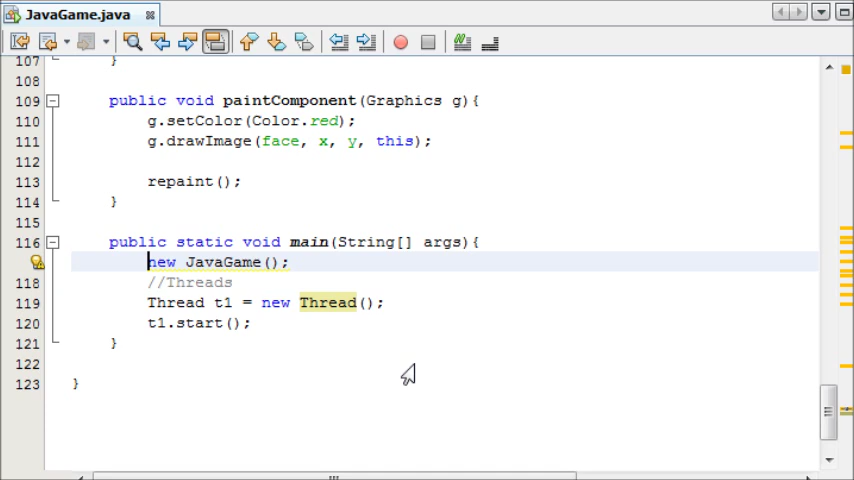 JavaGame.java
107 }
108
109 public void paintComponent(Graphics g){
110 g.setColor(Color.red);
111 g.drawImage(face, x, y, this);
112
113 repaint();
114 }
115
116 public static void main(String[] args){
new JavaGame();
118 //Threads
119 Thread t1 = new Thread();
120 t1.start();
121 }
122
123 }